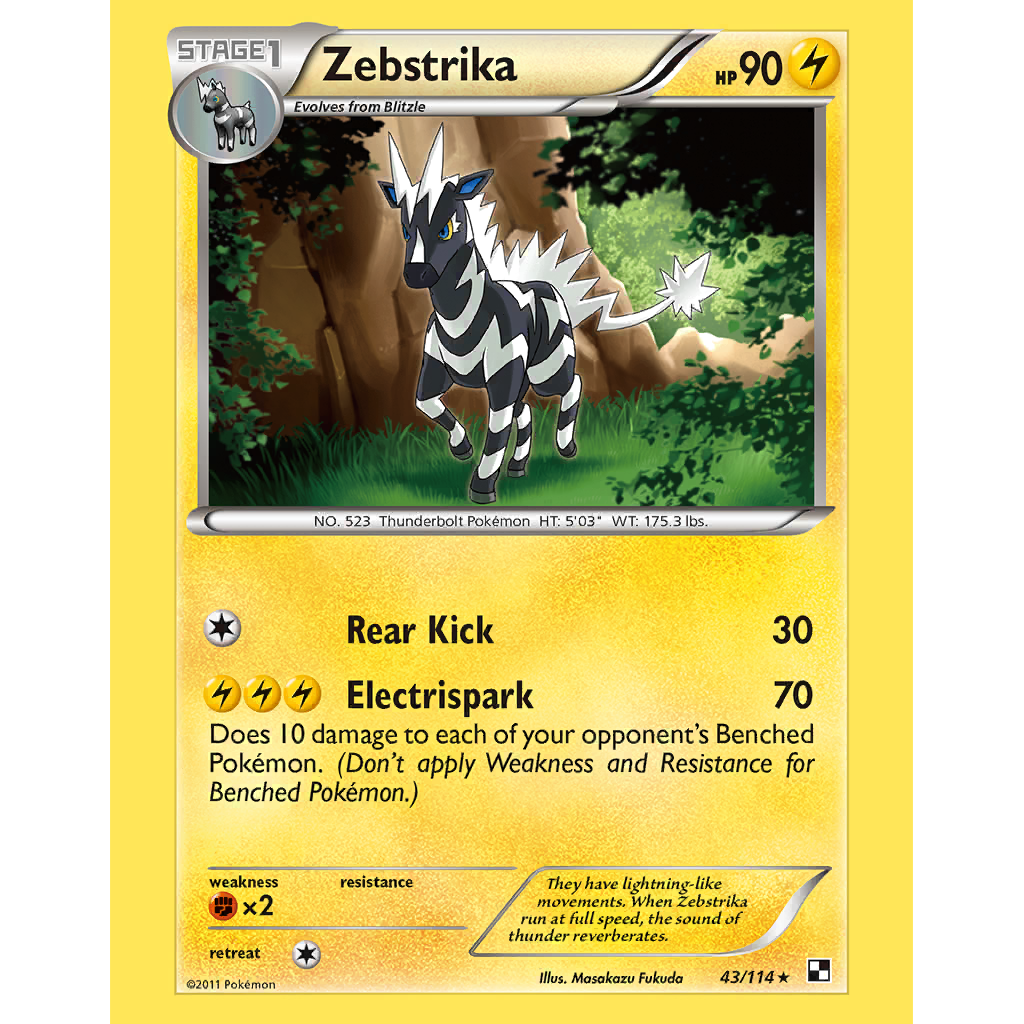 STAGE1
Zebstrika
HP 90
Evolves from Blitzle
NO. 523 Thunderbolt Pokémon HT: 5'03" WT: 175.3 lbs.
Rear Kick 30
Electrispark 70
Does 10 damage to each of your opponent's Benched
Pokémon. (Don't apply Weakness and Resistance for
Benched Pokémon.)
weakness resistance
×2
retreat
They have lightning-like
movements. When Zebstrika
run at full speed, the sound of
thunder reverberates.
Illus. Masakazu Fukuda 43/114 ★
©2011 Pokémon